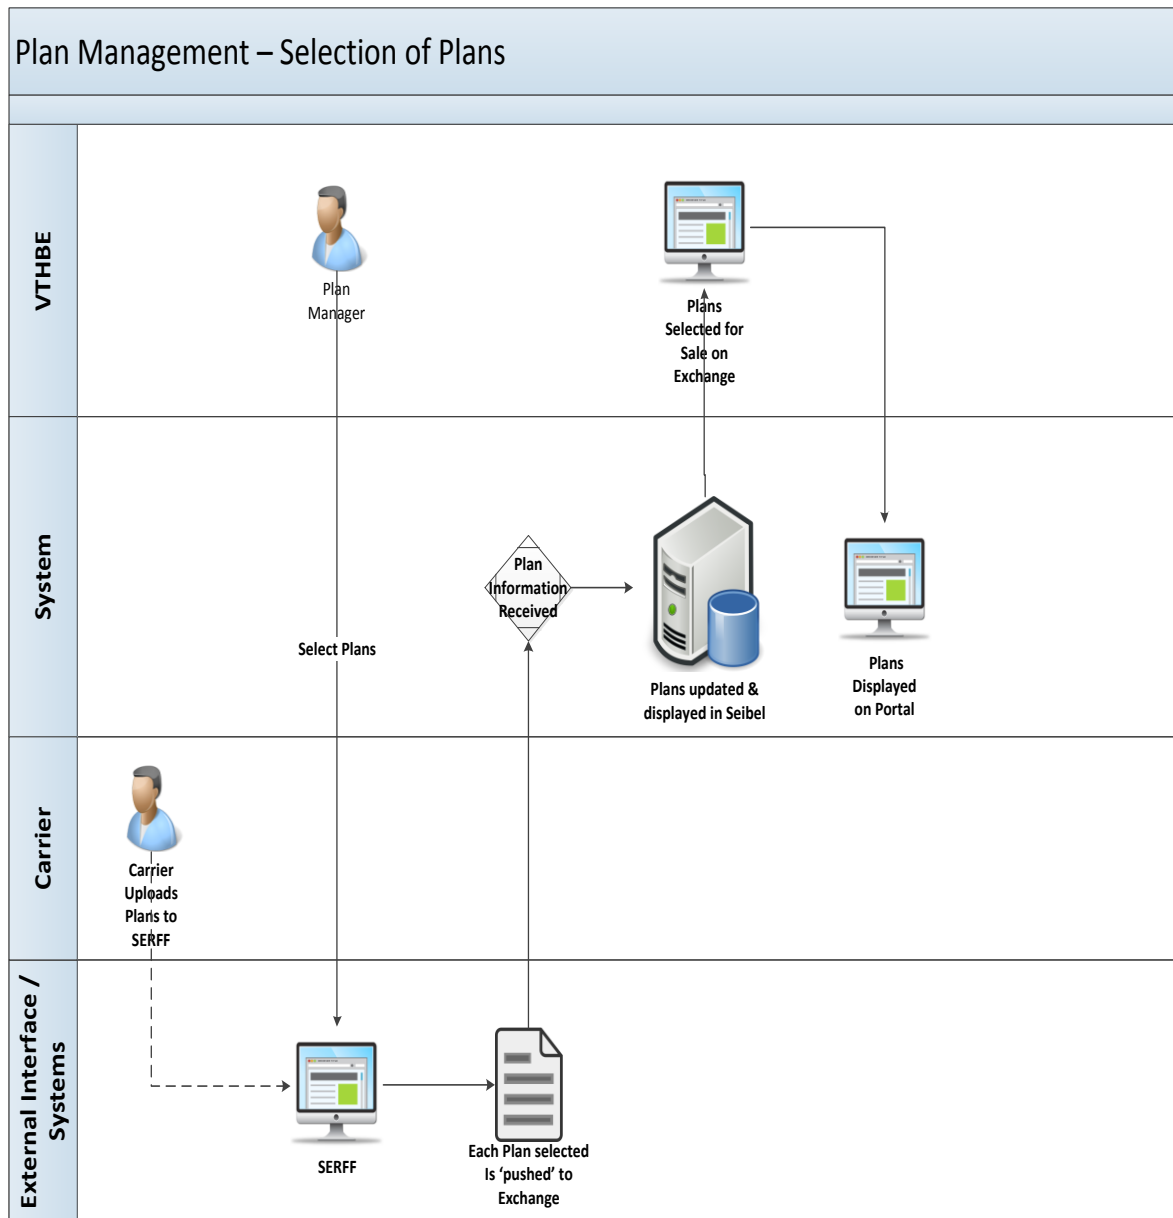 Plan Management – Selection of Plans
VTHBE
Plan
Manager
Plans
Selected for
Sale on
Exchange
System
Select Plans
Plan
Information
Received
Plans updated &
displayed in Seibel
Plans
Displayed
on Portal
Carrier
Carrier
Uploads
Plans to
SERFF
External Interface /
Systems
SERFF
Each Plan selected
Is ‘pushed’ to
Exchange